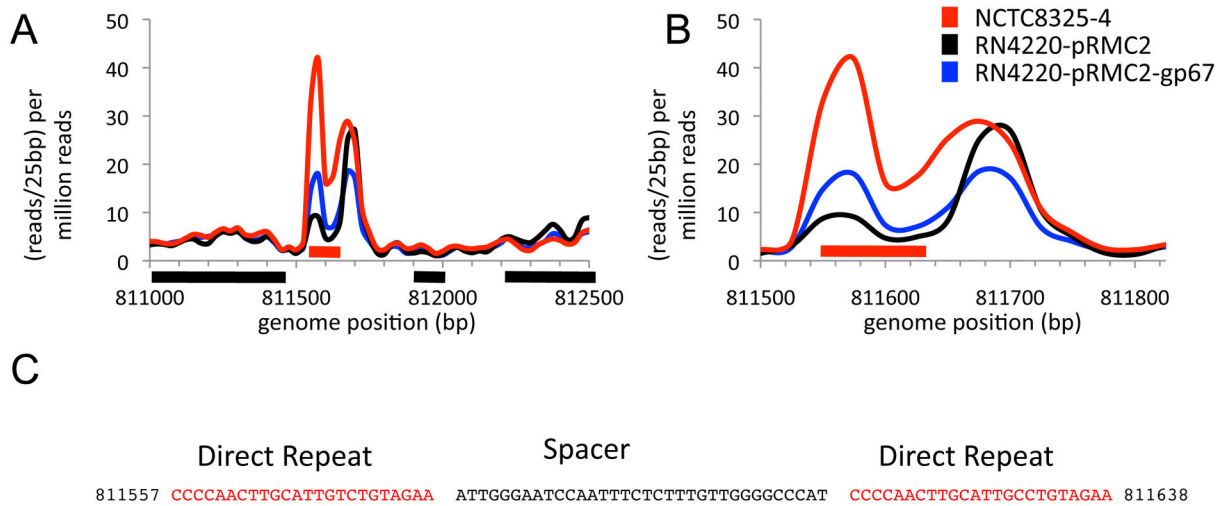 A
50
40
30
20
10
0
(reads/25bp) per
million reads
811000
811500
812000
812500
genome position (bp)
B
NCTC8325-4
RN4220-pRMC2
RN4220-pRMC2-gp67
50
40
30
20
10
0
(reads/25bp) per
million reads
811500
811600
811700
811800
genome position (bp)
C
Direct Repeat Spacer Direct Repeat
811557 CCCCAACTTGCATTGTCTGTAGAA ATTGGGAATCCAATTTCTCTTTGTTGGGGCCCAT CCCCAACTTGCATTGCCTGTAGAA 811638